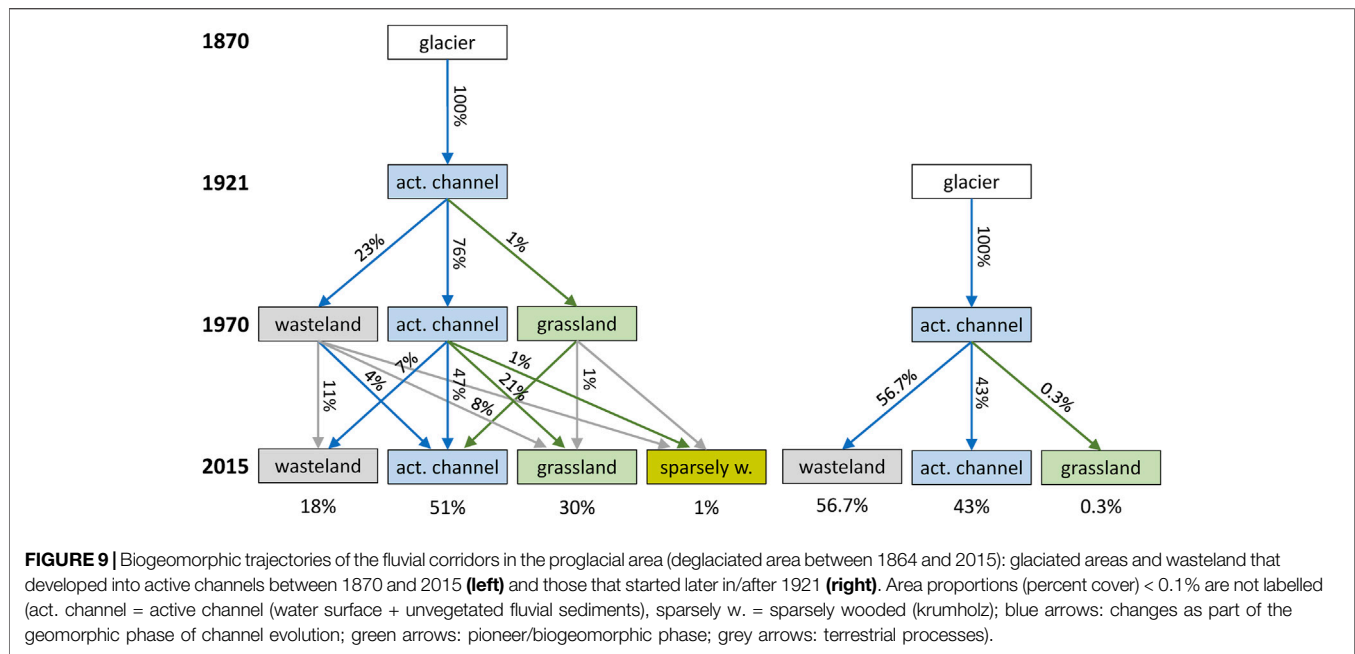 1870
glacier
100%
1921
act. channel
glacier
23%
76%
1%
100%
1970
wasteland
act. channel
grassland
act. channel
11%
4%
7%
8%
47%
21%
1%
1%
56.7%
43%
0.3%
2015
wasteland
act. channel
grassland
sparsely w.
wasteland
act. channel
grassland
18%
51%
30%
1%
56.7%
43%
0.3%
FIGURE 9 | Biogeomorphic trajectories of the fluvial corridors in the proglacial area (deglaciated area between 1864 and 2015): glaciated areas and wasteland that
developed into active channels between 1870 and 2015 (left) and those that started later in/after 1921 (right). Area proportions (percent cover) < 0.1% are not labelled
(act. channel = active channel (water surface + unvegetated fluvial sediments), sparsely w. = sparsely wooded (krumholz); blue arrows: changes as part of the
geomorphic phase of channel evolution; green arrows: pioneer/biogeomorphic phase; grey arrows: terrestrial processes).